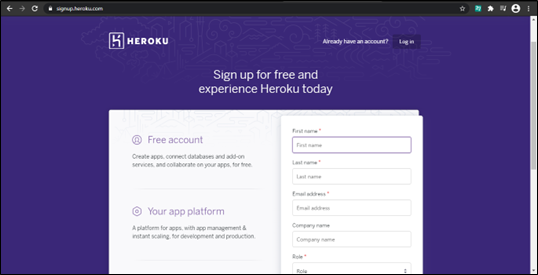 signup.heroku.com
HEROKU
Already have an account?
Log in
Sign up for free and
experience Heroku today
Free account
Create apps, connect databases and add-on
services, and collaborate on your apps, for free.
Your app platform
A platform for apps, with app management &
instant scaling, for development and production.
First name *
First name
Last name *
Last name
Email address *
Email address
Company name
Company name
Role *
Role